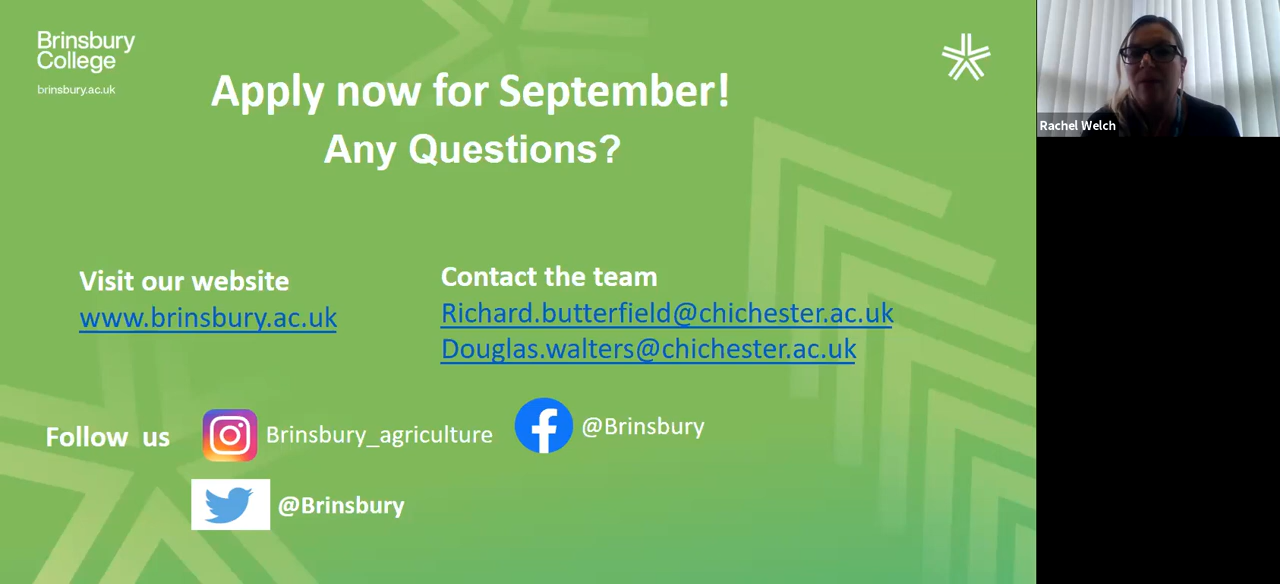 Brinsbury
College
brinsbury.ac.uk
Apply now for September!
Any Questions?
Rachel Welch
Visit our website
www.brinsbury.ac.uk
Contact the team
Richard.butterfield@chichester.ac.uk
Douglas.walters@chichester.ac.uk
Follow us
Brinsbury_agriculture
@Brinsbury
@Brinsbury